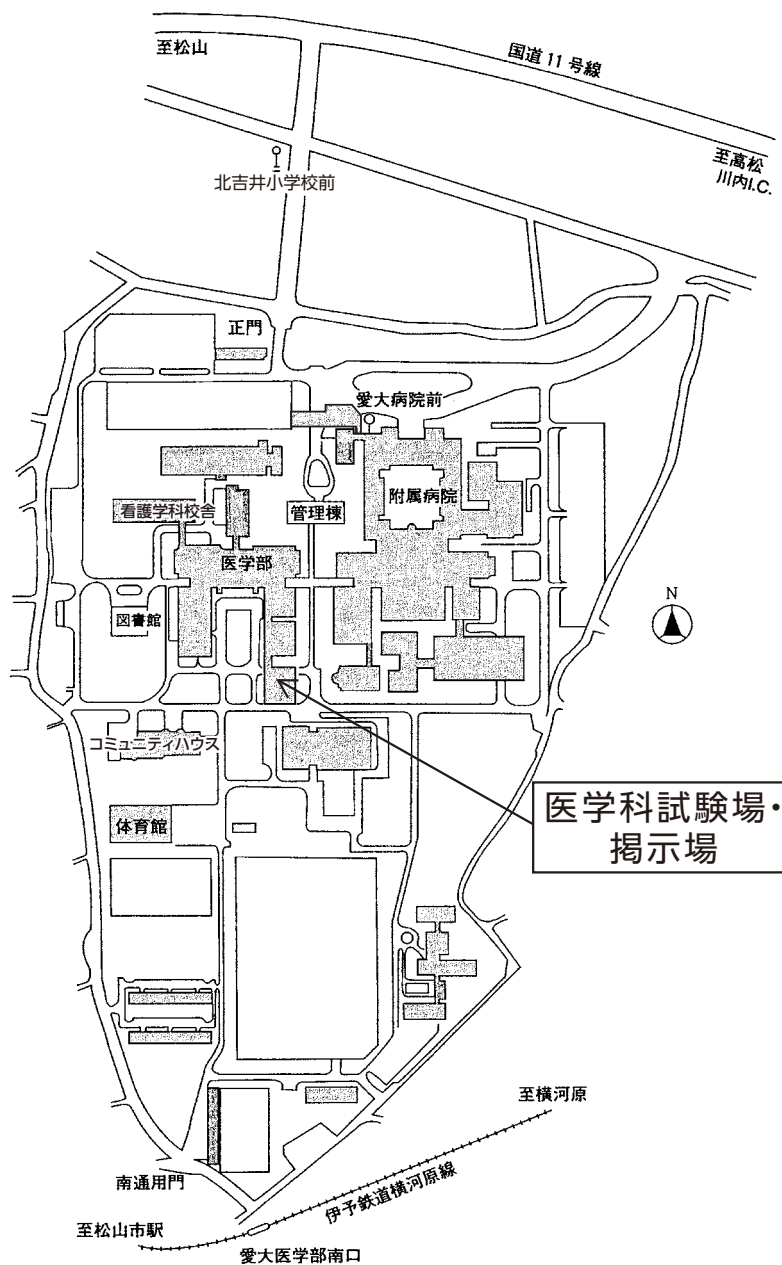 至松山
国道11号線
至高松
川内I.C.
北吉井小学校前
正門
愛大病院前
附属病院
看護学科校舎
管理棟
医学部
図書館
N
コミュニティハウス
医学科試験場・
掲示場
体育館
至横河原
南通用門
伊予鉄道横河原線
至松山市駅
愛大医学部南口